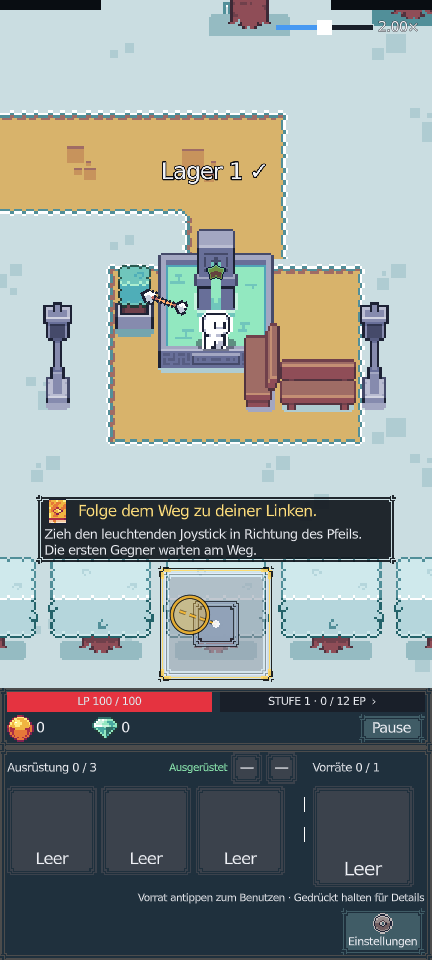 2.00×
Lager 1 ✓
Folge dem Weg zu deiner Linken.
Zieh den leuchtenden Joystick in Richtung des Pfeils.
Die ersten Gegner warten am Weg.
LP 100 / 100
STUFE 1 · 0 / 12 EP ›
0
0
Pause
Ausrüstung 0 / 3
Ausgerüstet
—
—
Vorräte 0 / 1
Leer
Leer
Leer
Leer
Vorrat antippen zum Benutzen · Gedrückt halten für Details
Einstellungen